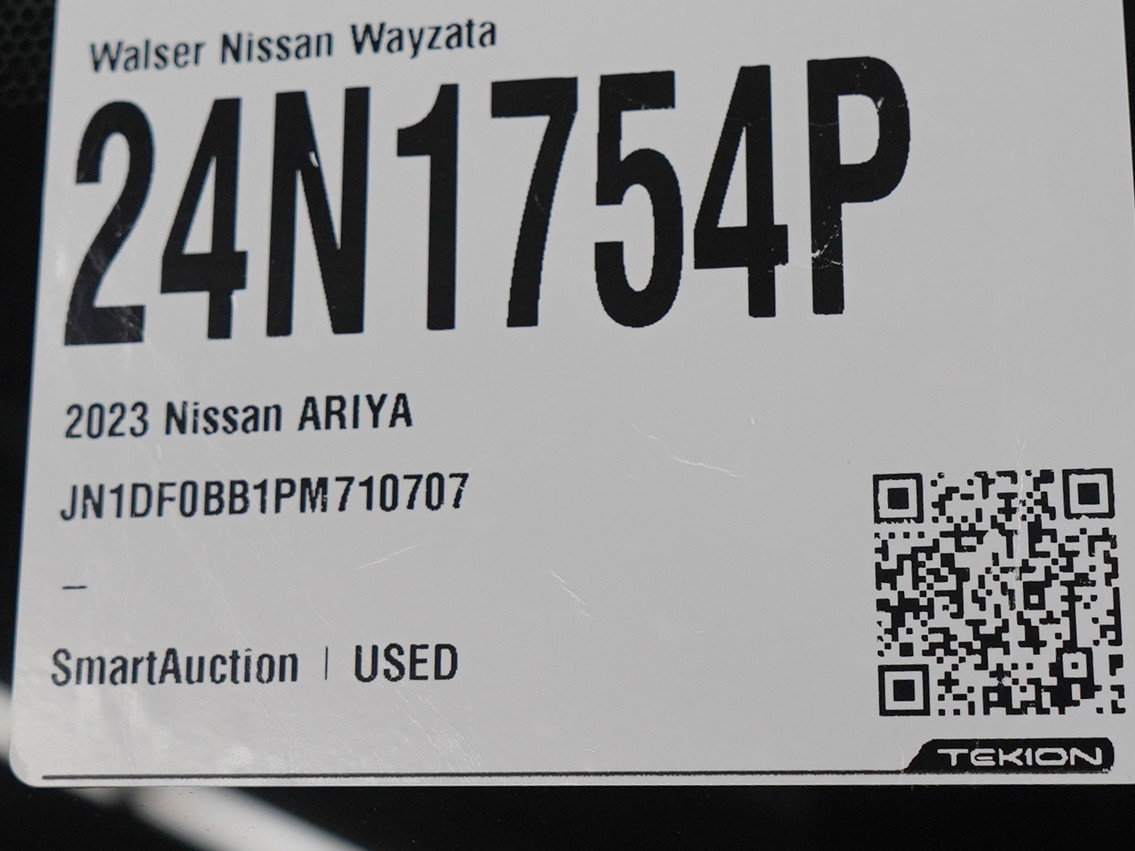 Walser Nissan Wayzata
24N1754P
2023 Nissan ARIYA
JN1DF0BB1PM710707
–
SmartAuction | USED
TEKION